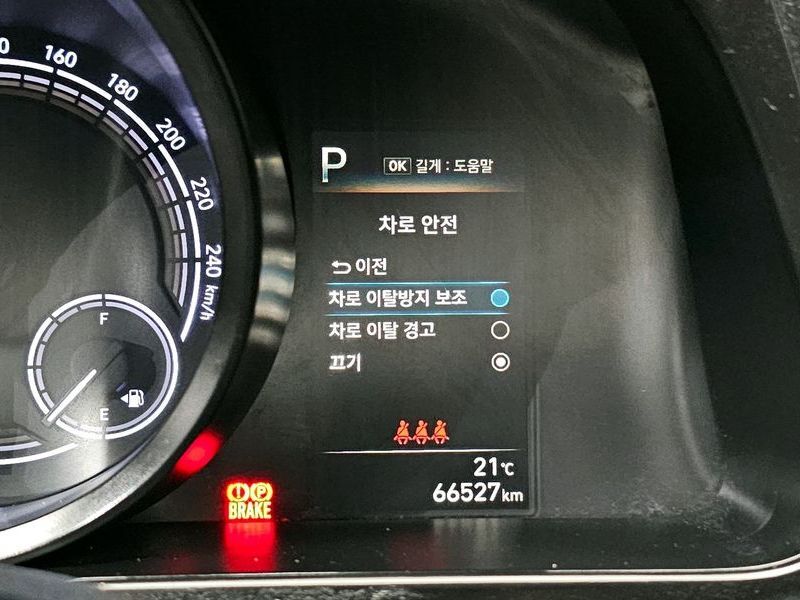 160
180
200
220
240
km/h
F
E
P
OK 길게 : 도움말
차로 안전
이전
차로 이탈방지 보조
차로 이탈 경고
끄기
21℃
66527km
(!) (P)
BRAKE